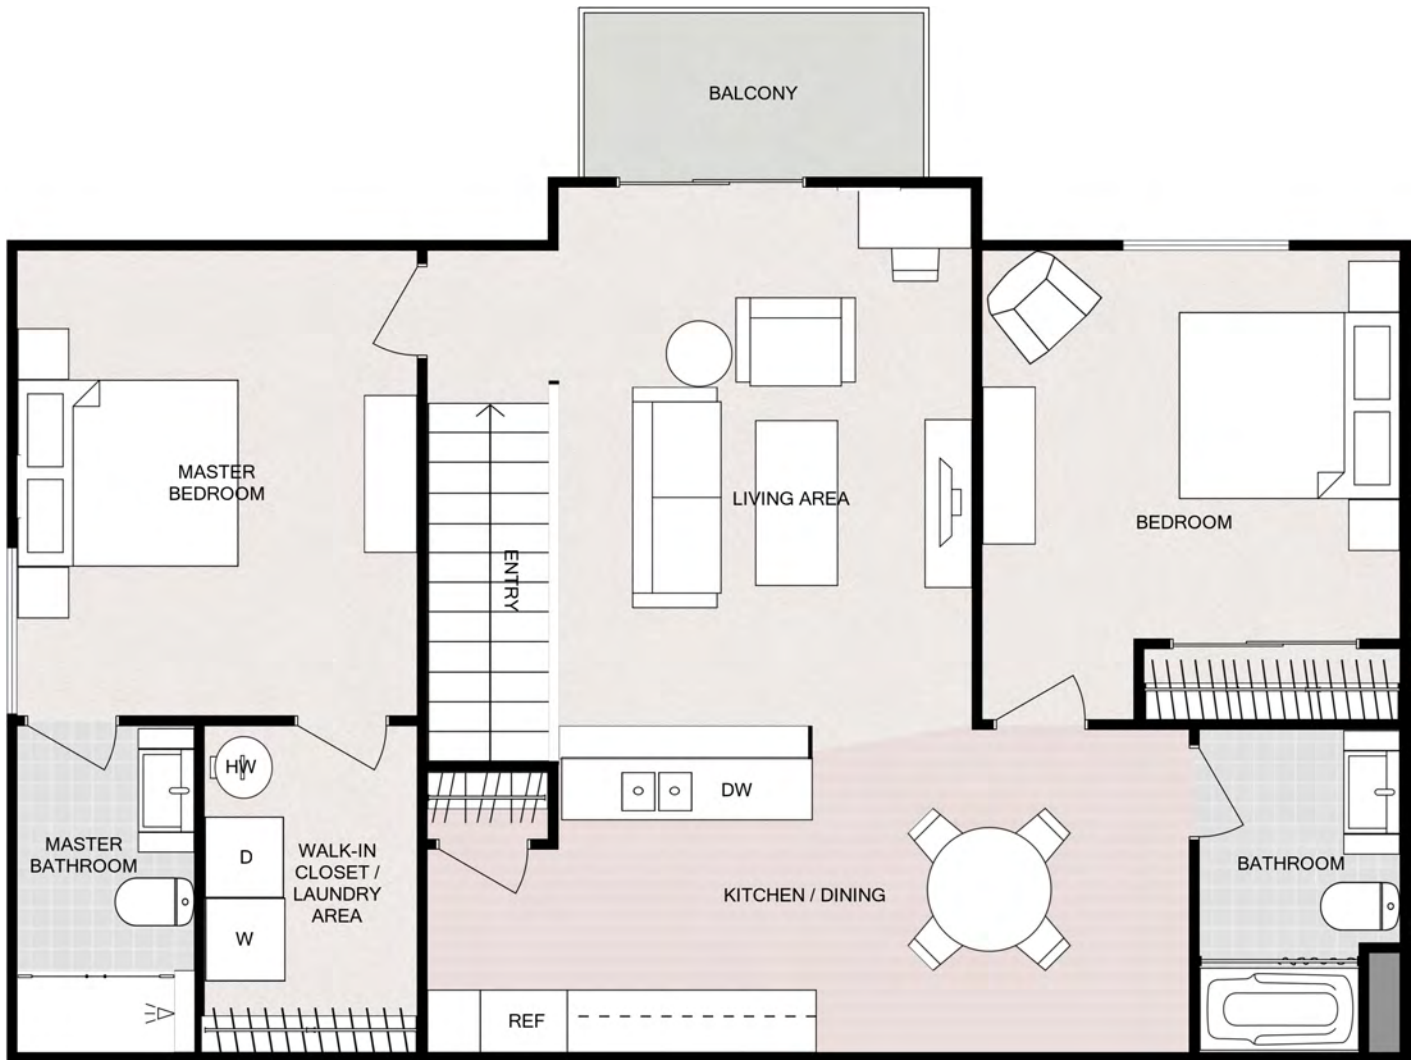 BALCONY
MASTER
BEDROOM
LIVING AREA
BEDROOM
ENTRY
HW
DW
D
W
MASTER
BATHROOM
WALK-IN
CLOSET /
LAUNDRY
AREA
KITCHEN / DINING
BATHROOM
REF